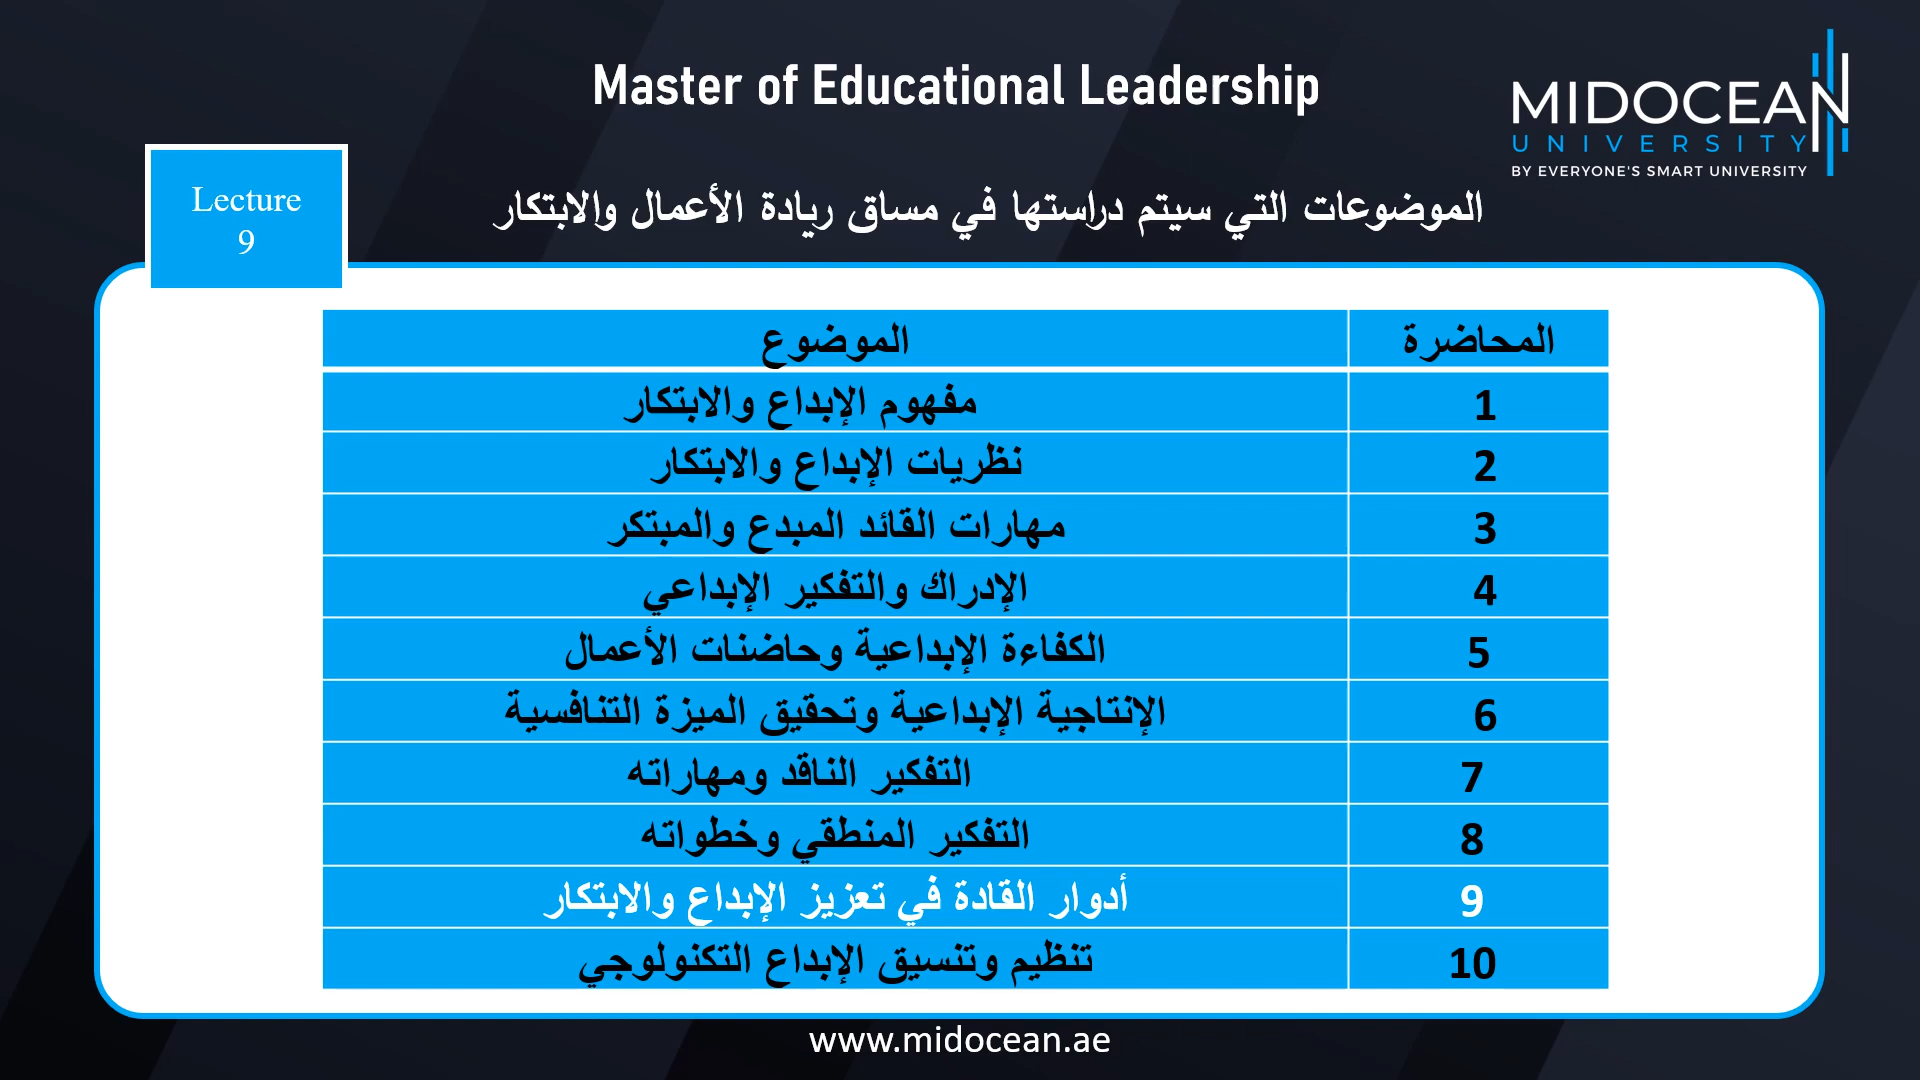 Master of Educational Leadership
MIDOCEAN
UNIVERSITY
BY EVERYONE'S SMART UNIVERSITY
Lecture
9
الموضوعات التي سيتم دراستها في مساق ريادة الأعمال والابتكار
المحاضرة الموضوع
1 مفهوم الإبداع والابتكار
2 نظريات الإبداع والابتكار
3 مهارات القائد المبدع والمبتكر
4 الإدراك والتفكير الإبداعي
5 الكفاءة الإبداعية وحاضنات الأعمال
6 الإنتاجية الإبداعية وتحقيق الميزة التنافسية
7 التفكير الناقد ومهاراته
8 التفكير المنطقي وخطواته
9 أدوار القادة في تعزيز الإبداع والابتكار
10 تنظيم وتنسيق الإبداع التكنولوجي
www.midocean.ae